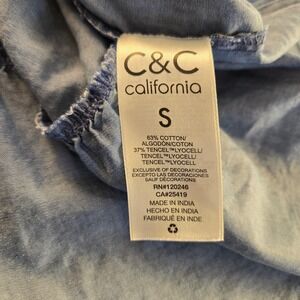 C&C
california
S
63% COTTON/
ALGODÓN/COTON
37% TENCEL™LYOCELL/
TENCEL™LYOCELL/
TENCEL™LYOCELL
EXCLUSIVE OF DECORATIONS
EXCEPTO LAS DECORACIONES
SAUF DÉCORATIONS
RN#120246
CA#25419
MADE IN INDIA
HECHO EN INDIA
FABRIQUÉ EN INDE